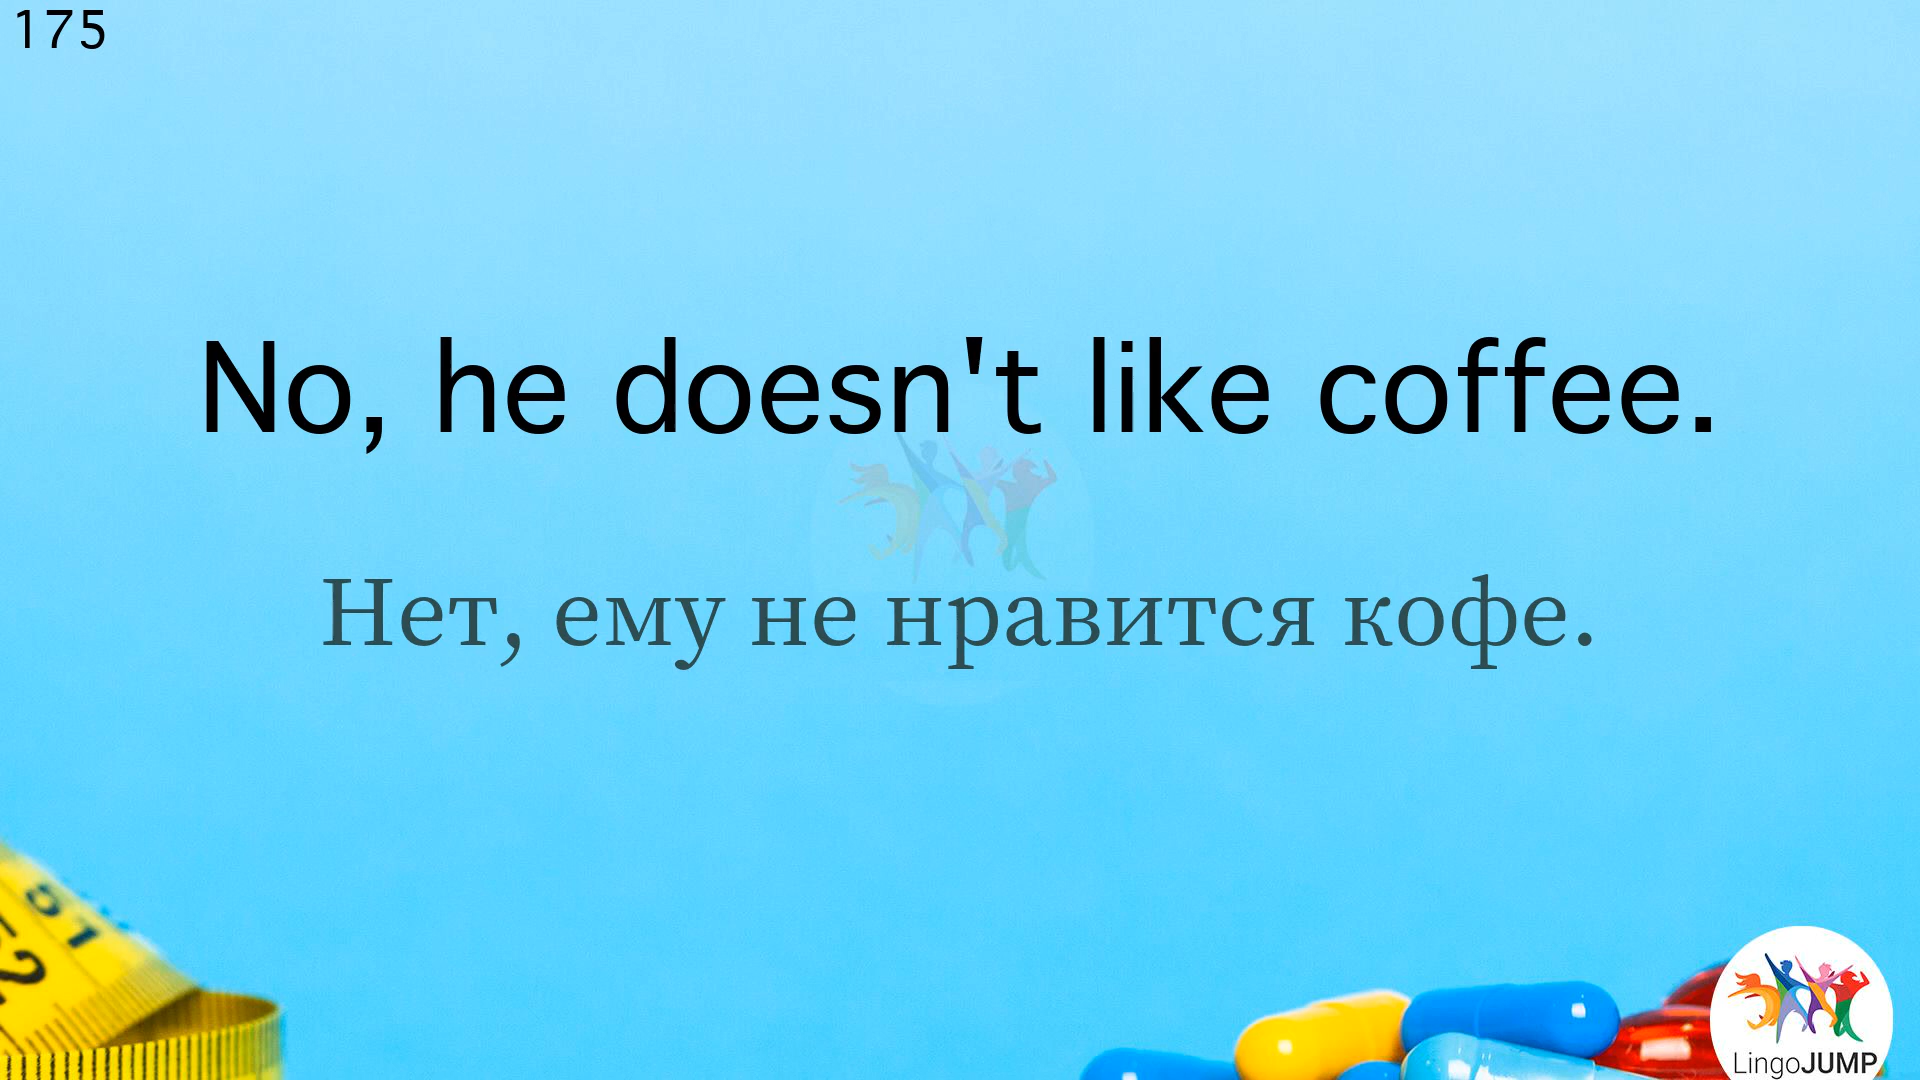 175
No, he doesn't like coffee.
Нет, ему не нравится кофе.
LingoJUMP